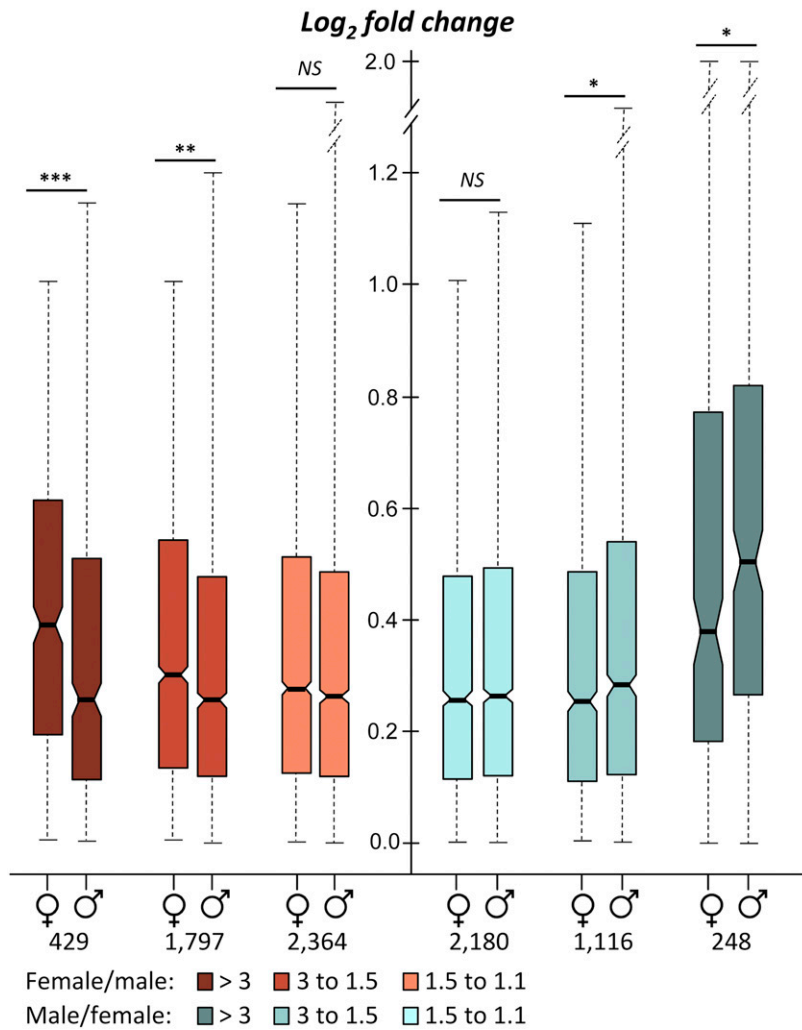 Log2 fold change
*
2.0
NS
*
***
**
1.2
NS
1.0
0.8
0.6
0.4
0.2
0.0
♀ ♂ ♀ ♂ ♀ ♂ ♀ ♂ ♀ ♂ ♀ ♂
429 1,797 2,364 2,180 1,116 248
Female/male: > 3 3 to 1.5 1.5 to 1.1
Male/female: > 3 3 to 1.5 1.5 to 1.1